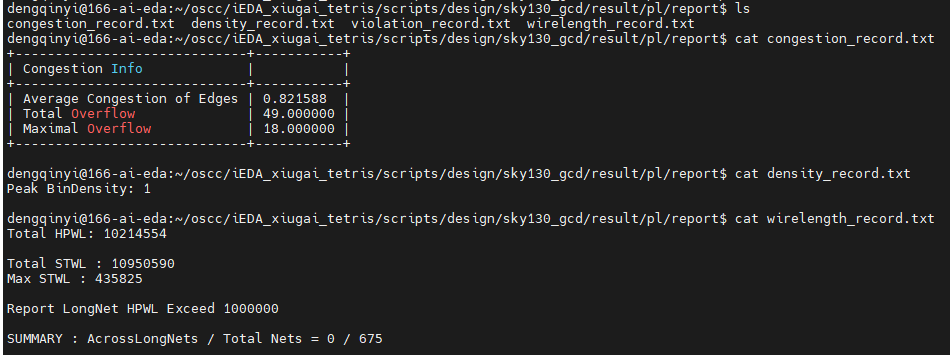 dengqinyi@166-ai-eda:~/oscc/iEDA_xiugai_tetris/scripts/design/sky130_gcd/result/pl/report$ ls
congestion_record.txt  density_record.txt  violation_record.txt  wirelength_record.txt
dengqinyi@166-ai-eda:~/oscc/iEDA_xiugai_tetris/scripts/design/sky130_gcd/result/pl/report$ cat congestion_record.txt
+-----------------------------+-----------+
| Congestion Info             |           |
+-----------------------------+-----------+
| Average Congestion of Edges | 0.821588  |
| Total Overflow              | 49.000000 |
| Maximal Overflow            | 18.000000 |
+-----------------------------+-----------+
dengqinyi@166-ai-eda:~/oscc/iEDA_xiugai_tetris/scripts/design/sky130_gcd/result/pl/report$ cat density_record.txt
Peak BinDensity: 1
dengqinyi@166-ai-eda:~/oscc/iEDA_xiugai_tetris/scripts/design/sky130_gcd/result/pl/report$ cat wirelength_record.txt
Total HPWL: 10214554
Total STWL : 10950590
Max STWL : 435825
Report LongNet HPWL Exceed 1000000
SUMMARY : AcrossLongNets / Total Nets = 0 / 675